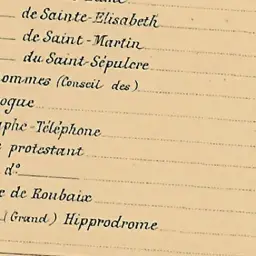 de Sainte-Elisabeth
de Saint-Martin
du Saint-Sépulcre
ommes (Conseil des)
ogue
phe-Téléphone
protestant
d°
e de Roubaix
(Grand) Hipprodrome